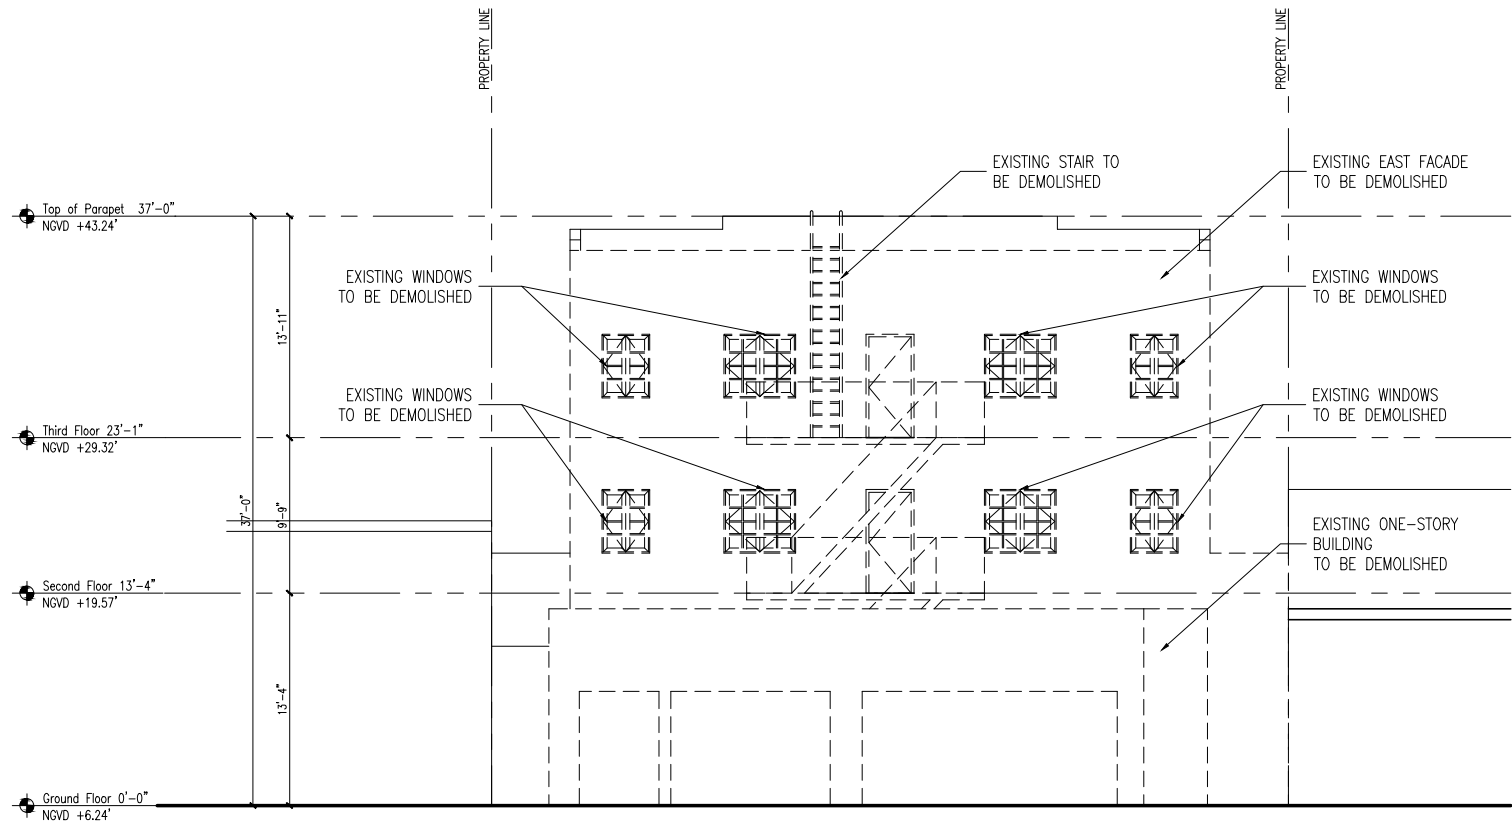 PROPERTY LINE
PROPERTY LINE
EXISTING STAIR TO
BE DEMOLISHED
EXISTING EAST FACADE
TO BE DEMOLISHED
Top of Parapet 37'-0"
NGVD +43.24'
EXISTING WINDOWS
TO BE DEMOLISHED
EXISTING WINDOWS
TO BE DEMOLISHED
13'-11"
EXISTING WINDOWS
TO BE DEMOLISHED
EXISTING WINDOWS
TO BE DEMOLISHED
Third Floor 23'-1"
NGVD +29.32'
37'-0"
9'-9"
EXISTING ONE-STORY
BUILDING
TO BE DEMOLISHED
Second Floor 13'-4"
NGVD +19.57'
13'-4"
Ground Floor 0'-0"
NGVD +6.24'